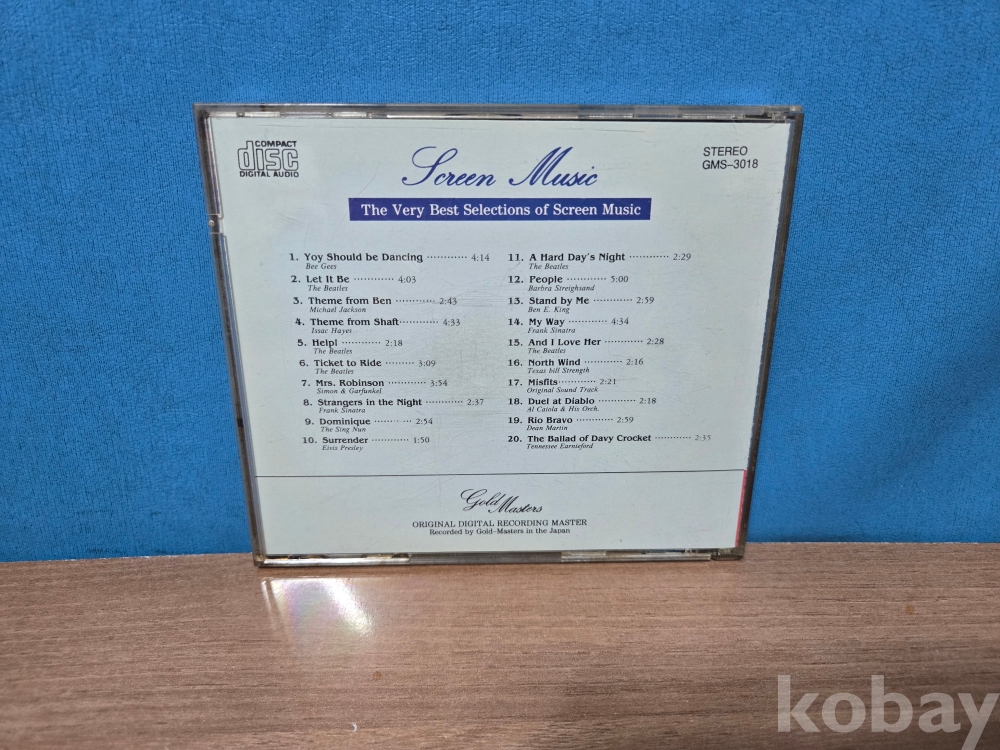 COMPACT
disc
DIGITAL AUDIO
Screen Music
STEREO
GMS-3018
The Very Best Selections of Screen Music
1. Yoy Should be Dancing ············ 4:14
Bee Gees
2. Let It Be ············ 4:03
The Beatles
3. Theme from Ben ············ 2:43
Michael Jackson
4. Theme from Shaft ············ 4:33
Issac Hayes
5. Help! ············ 2:18
The Beatles
6. Ticket to Ride ············ 3:09
The Beatles
7. Mrs. Robinson ············ 3:54
Simon & Garfunkel
8. Strangers in the Night ············ 2:37
Frank Sinatra
9. Dominique ············ 2:54
The Sing Nun
10. Surrender ············ 1:50
Elvis Presley
11. A Hard Day's Night ············ 2:29
The Beatles
12. People ············ 5:00
Barbra Streighsand
13. Stand by Me ············ 2:59
Ben E. King
14. My Way ············ 4:34
Frank Sinatra
15. And I Love Her ············ 2:28
The Beatles
16. North Wind ············ 2:16
Texas bill Strength
17. Misfits ············ 2:21
Original Sound Track
18. Duel at Diablo ············ 2:18
Al Caiola & His Orch.
19. Rio Bravo ············ 2:59
Dean Martin
20. The Ballad of Davy Crocket ············ 2:35
Tennessee Earnieford
Gold Masters
ORIGINAL DIGITAL RECORDING MASTER
Recorded by Gold-Masters in the Japan
kobay